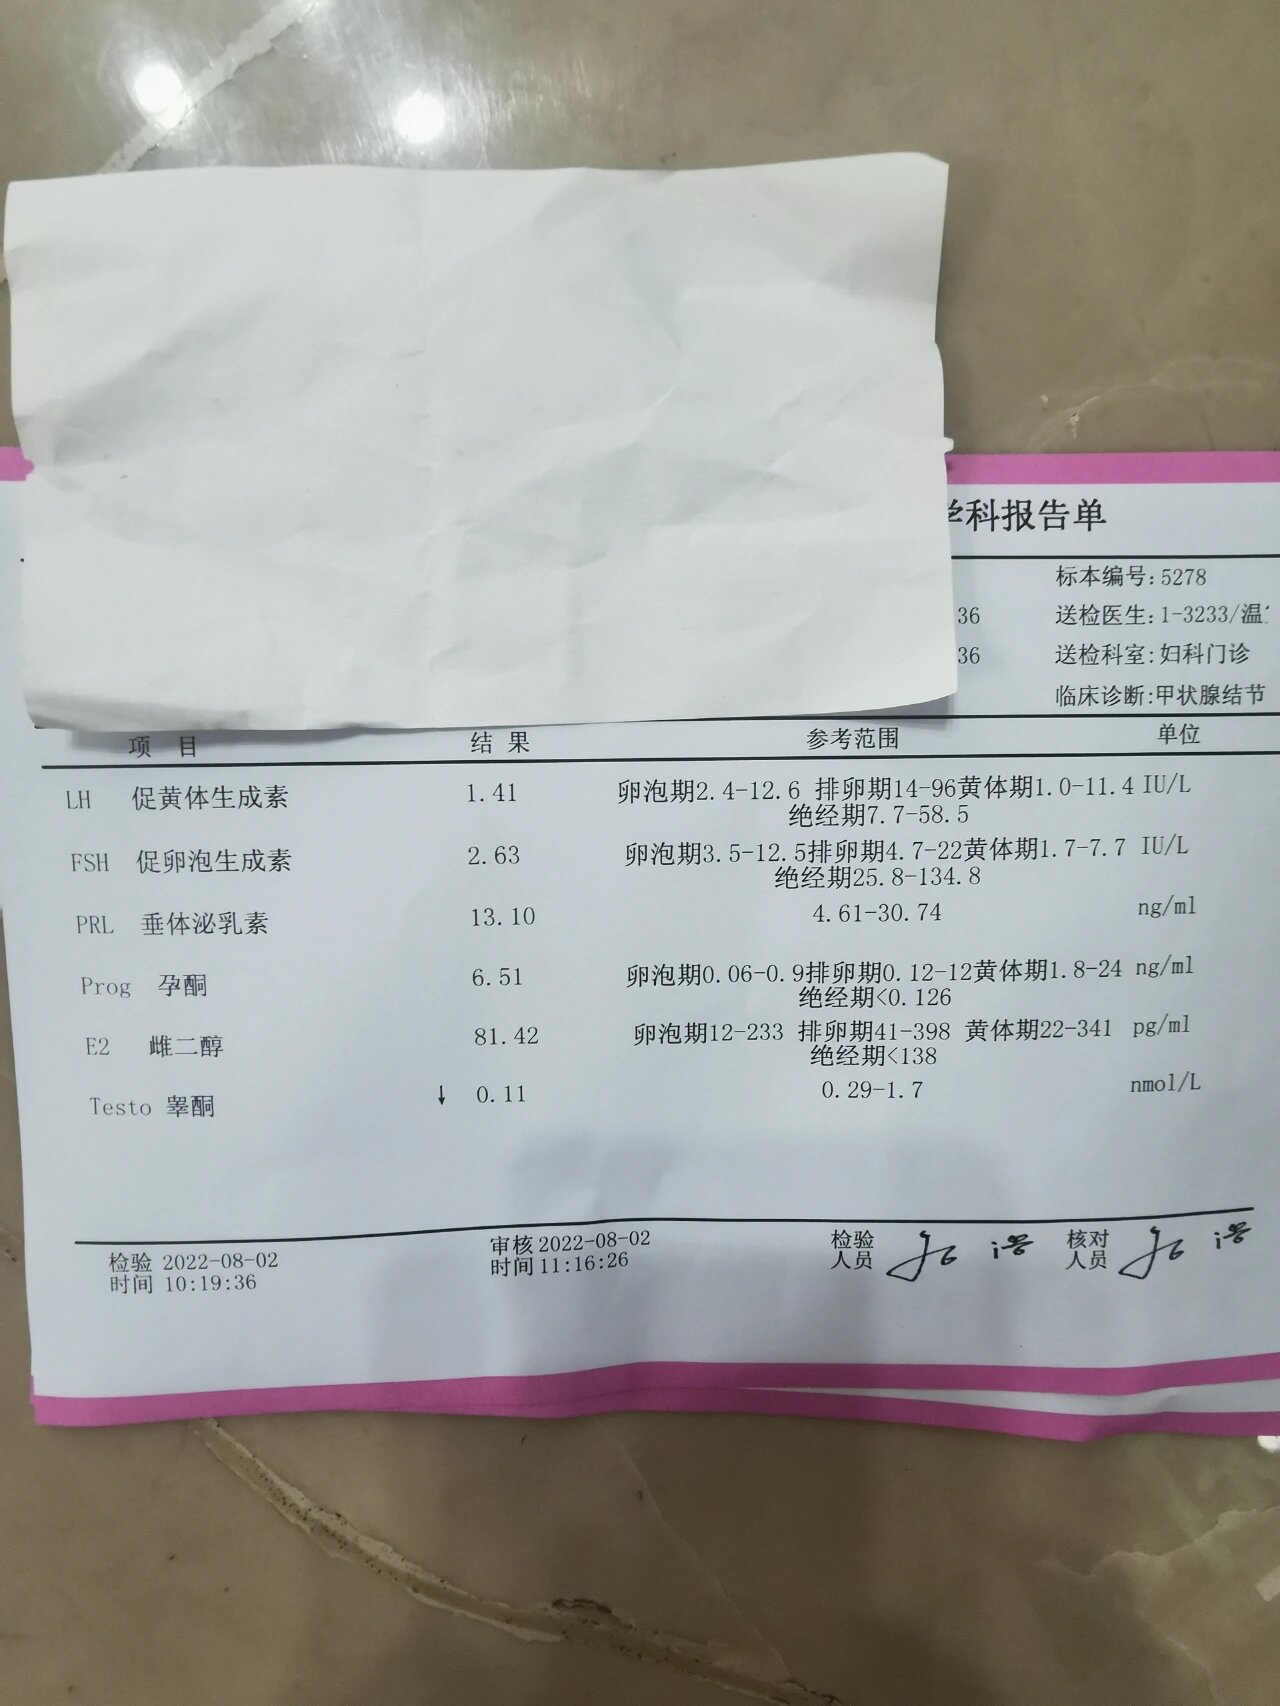 学科报告单
标本编号:5278
36 送检医生:1-3233/温
36 送检科室:妇科门诊
临床诊断:甲状腺结节
项 目 结 果 参考范围 单位
LH 促黄体生成素 1.41 卵泡期2.4-12.6 排卵期14-96黄体期1.0-11.4 IU/L
绝经期7.7-58.5
FSH 促卵泡生成素 2.63 卵泡期3.5-12.5排卵期4.7-22黄体期1.7-7.7 IU/L
绝经期25.8-134.8
PRL 垂体泌乳素 13.10 4.61-30.74 ng/ml
Prog 孕酮 6.51 卵泡期0.06-0.9排卵期0.12-12黄体期1.8-24 ng/ml
绝经期<0.126
E2 雌二醇 81.42 卵泡期12-233 排卵期41-398 黄体期22-341 pg/ml
绝经期<138
Testo 睾酮 ↓ 0.11 0.29-1.7 nmol/L
检验 2022-08-02 审核 2022-08-02 检验 核对
时间 10:19:36 时间 11:16:26 人员 人员